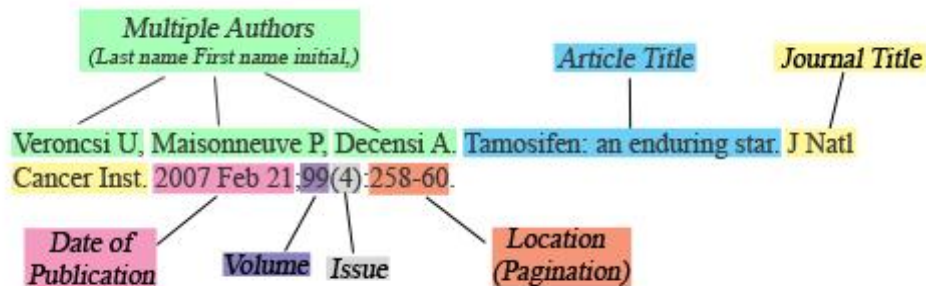 Multiple Authors
(Last name First name initial,)
Article Title
Journal Title
Veroncsi U, Maisonneuve P, Decensi A. Tamosifen: an enduring star. J Natl
Cancer Inst. 2007 Feb 21;99(4):258-60.
Date of
Publication
Volume
Issue
Location
(Pagination)